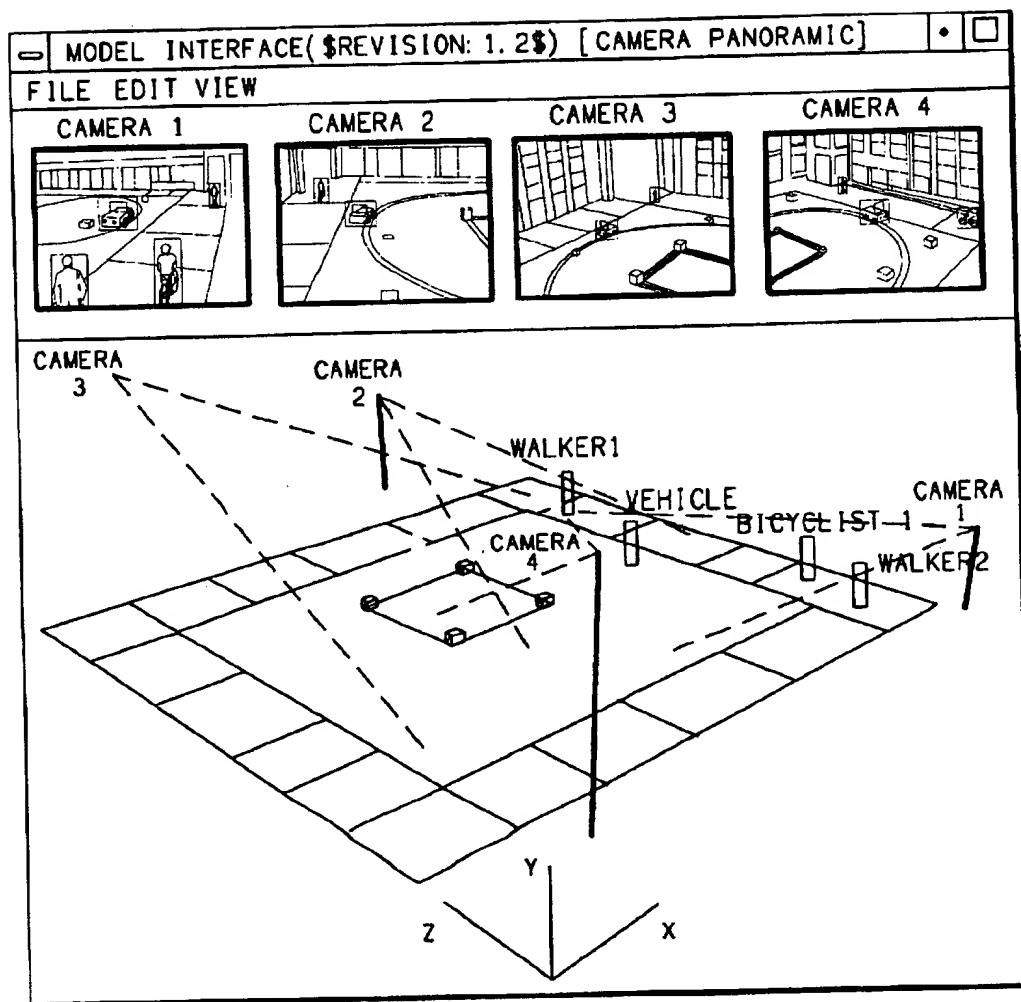 MODEL INTERFACE($REVISION: 1.2$) [CAMERA PANORAMIC]
FILE EDIT VIEW
CAMERA 1
CAMERA 2
CAMERA 3
CAMERA 4
CAMERA
3
CAMERA
2
WALKER1
VEHICLE
CAMERA
1
BICYCLIST 1
CAMERA
4
WALKER2
Y
Z
X